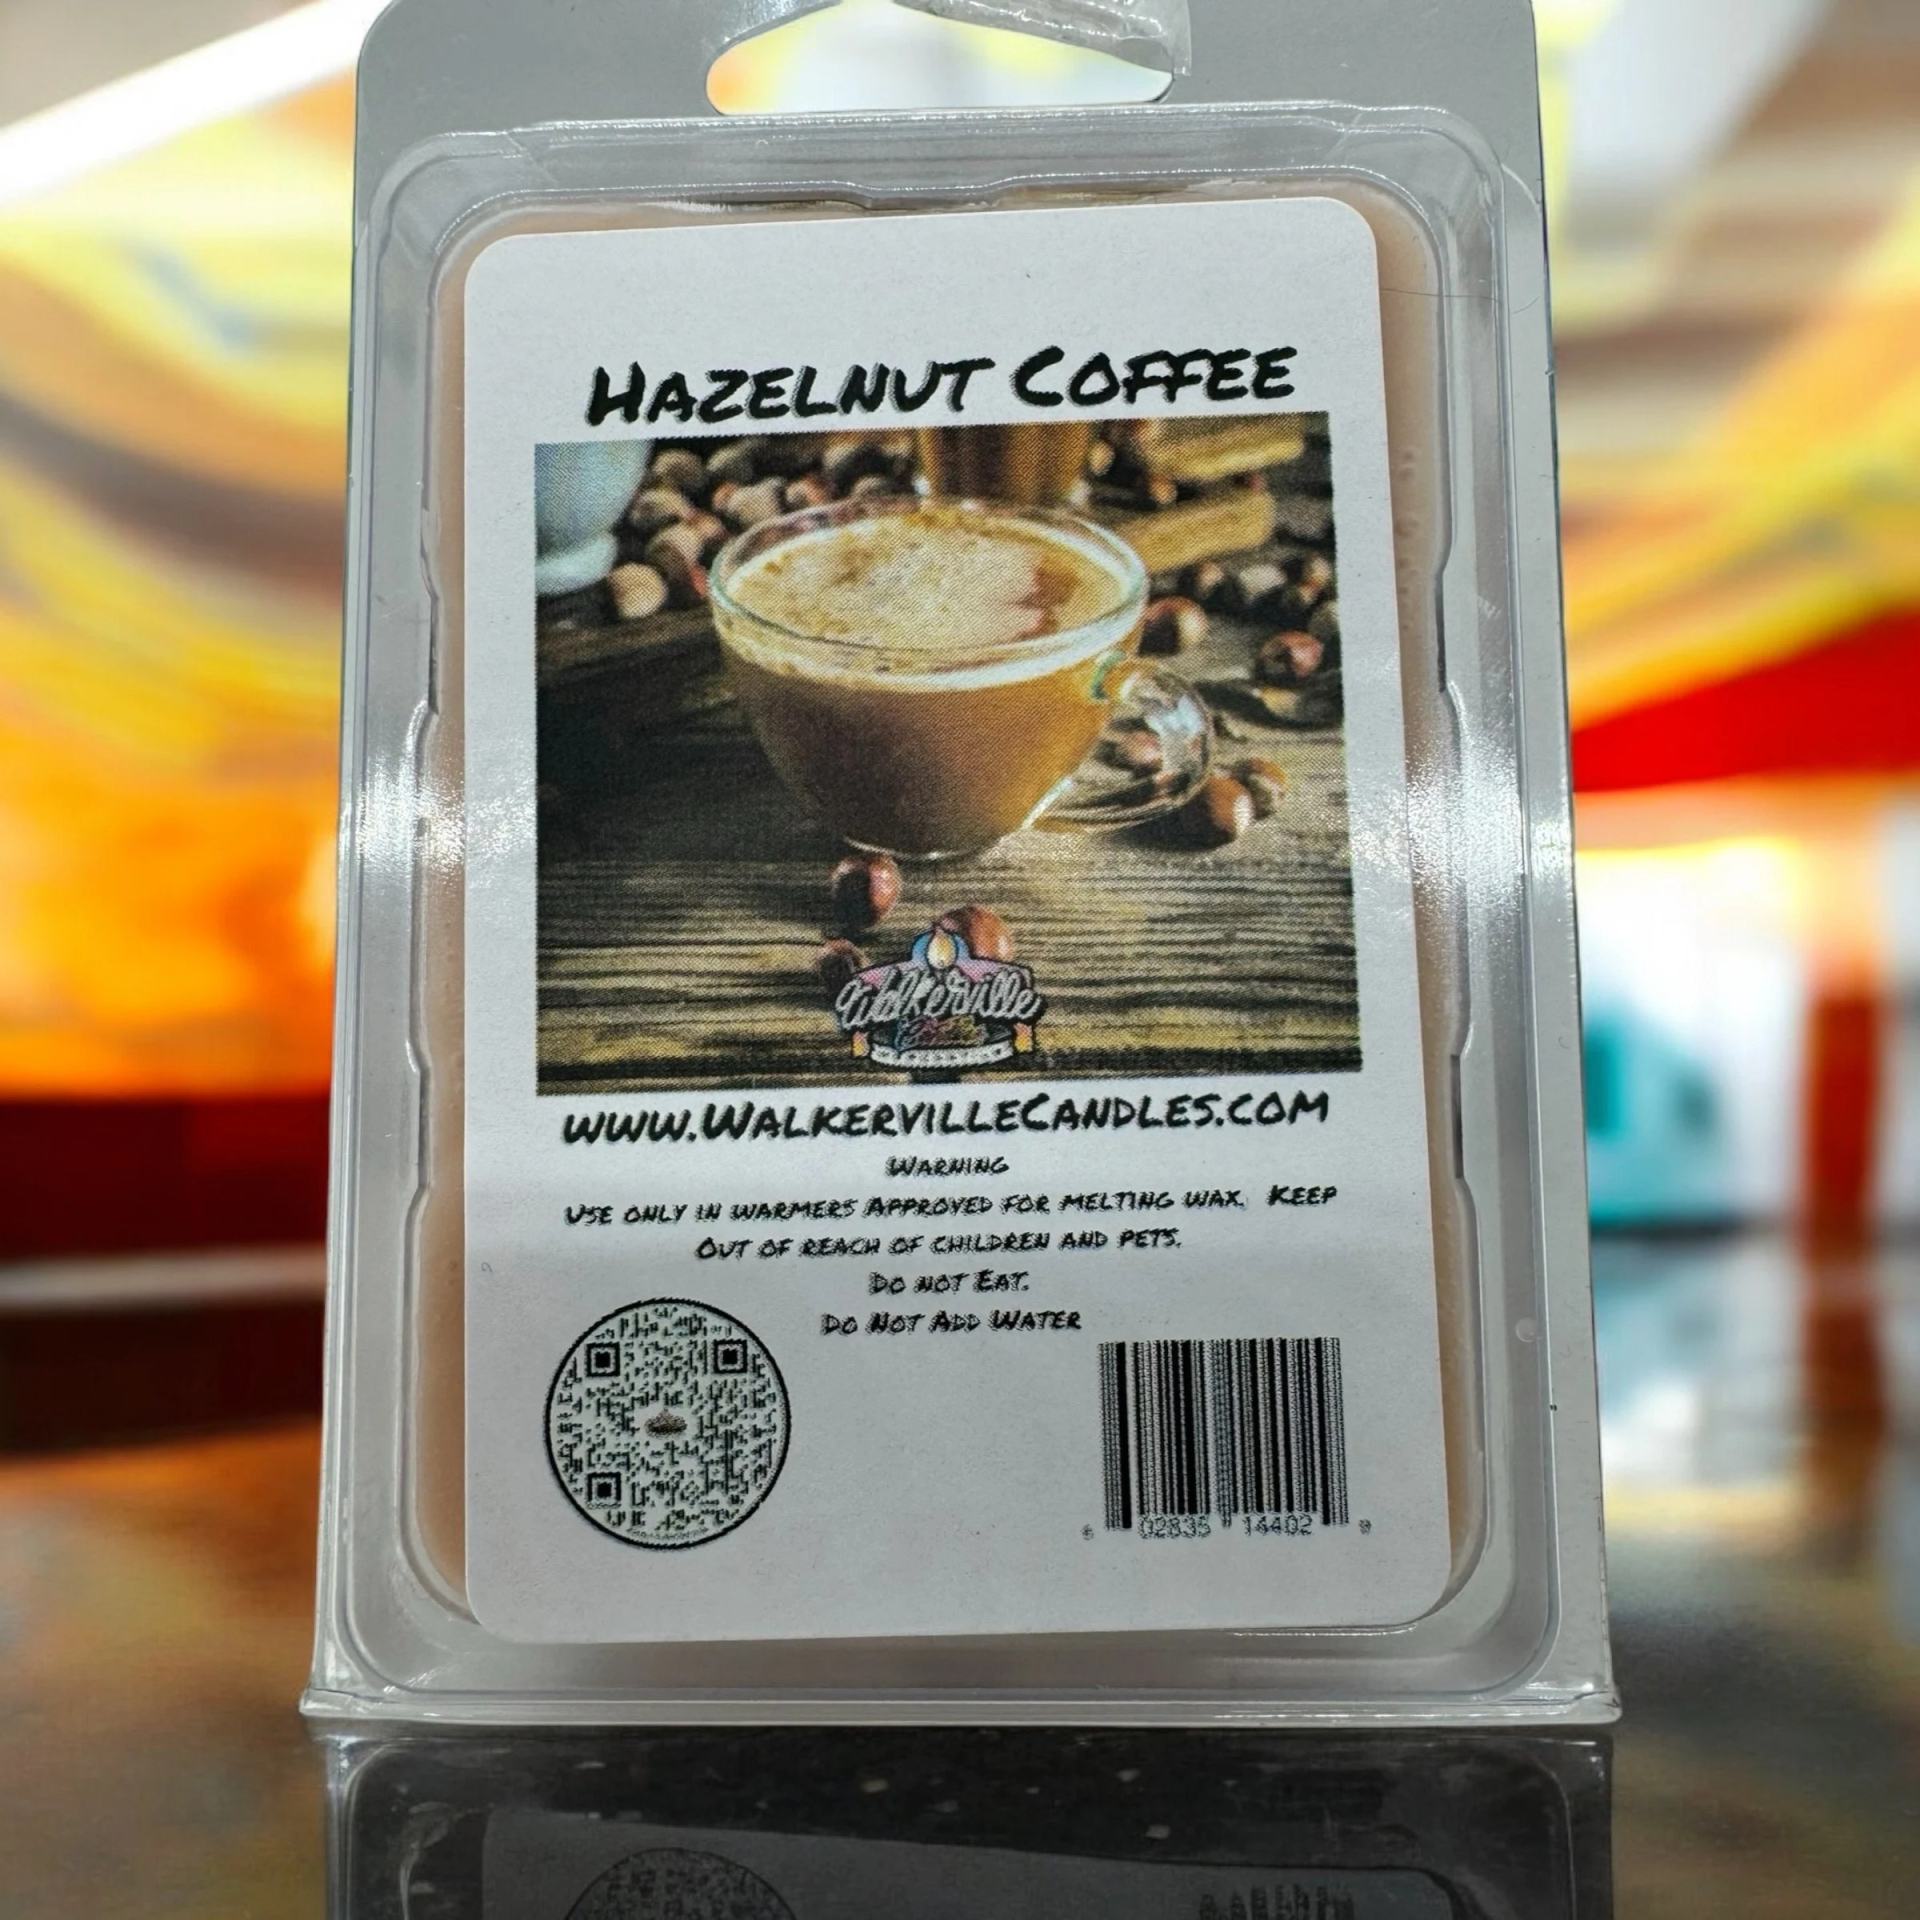 Hazelnut Coffee
Walkerville
www.WalkervilleCandles.com
Warning
Use only in warmers Approved for melting wax. Keep
Out of reach of children and pets.
Do not Eat.
Do Not Add Water
02835 14402